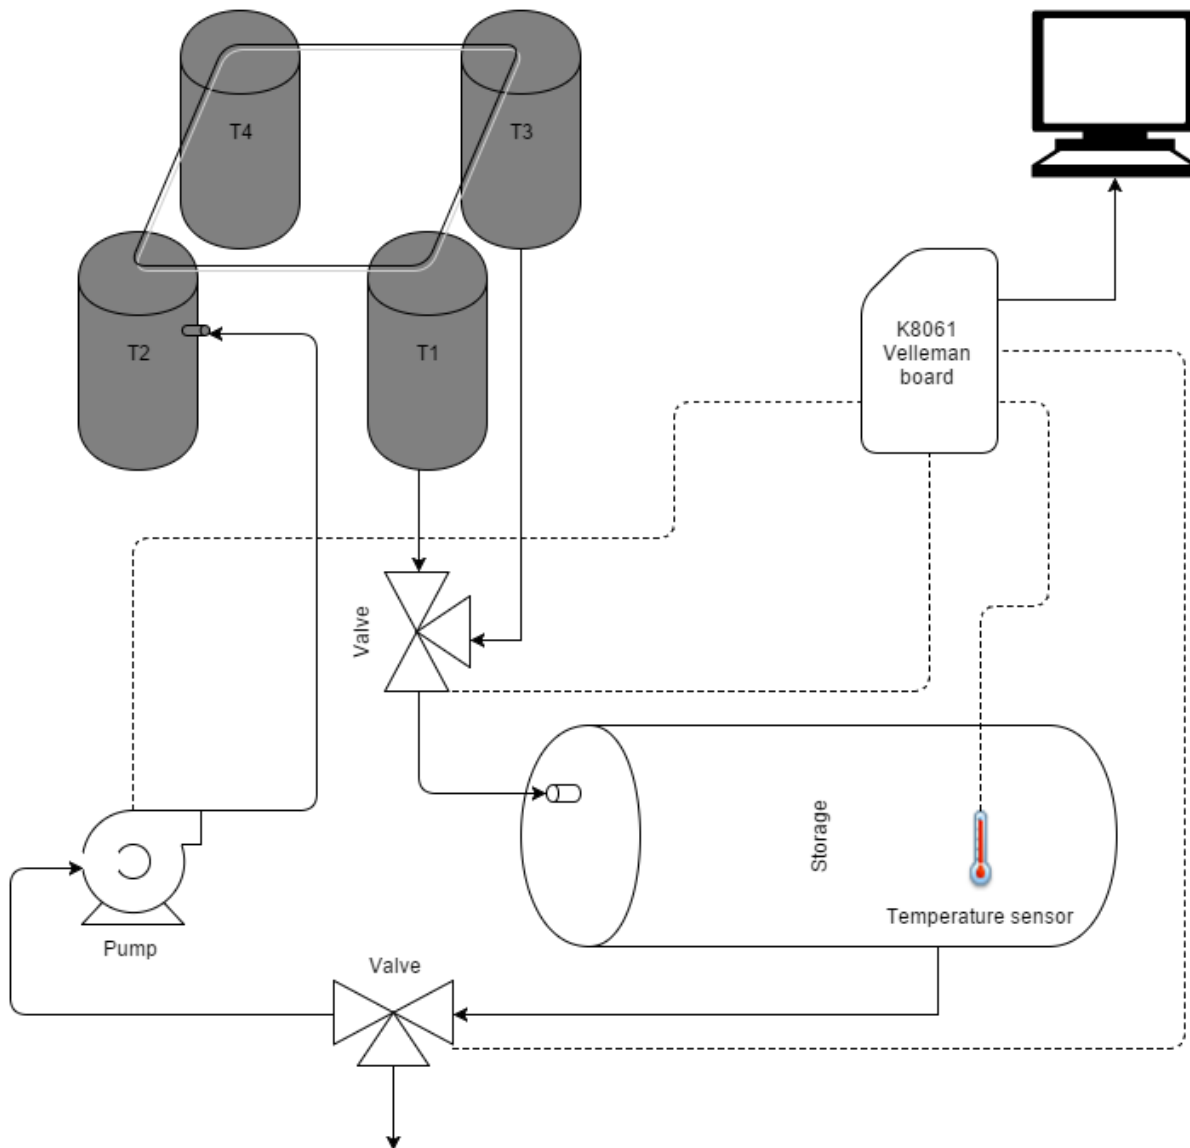 T4
T3
T2
T1
K8061
Velleman
board
Valve
Storage
Temperature sensor
Pump
Valve